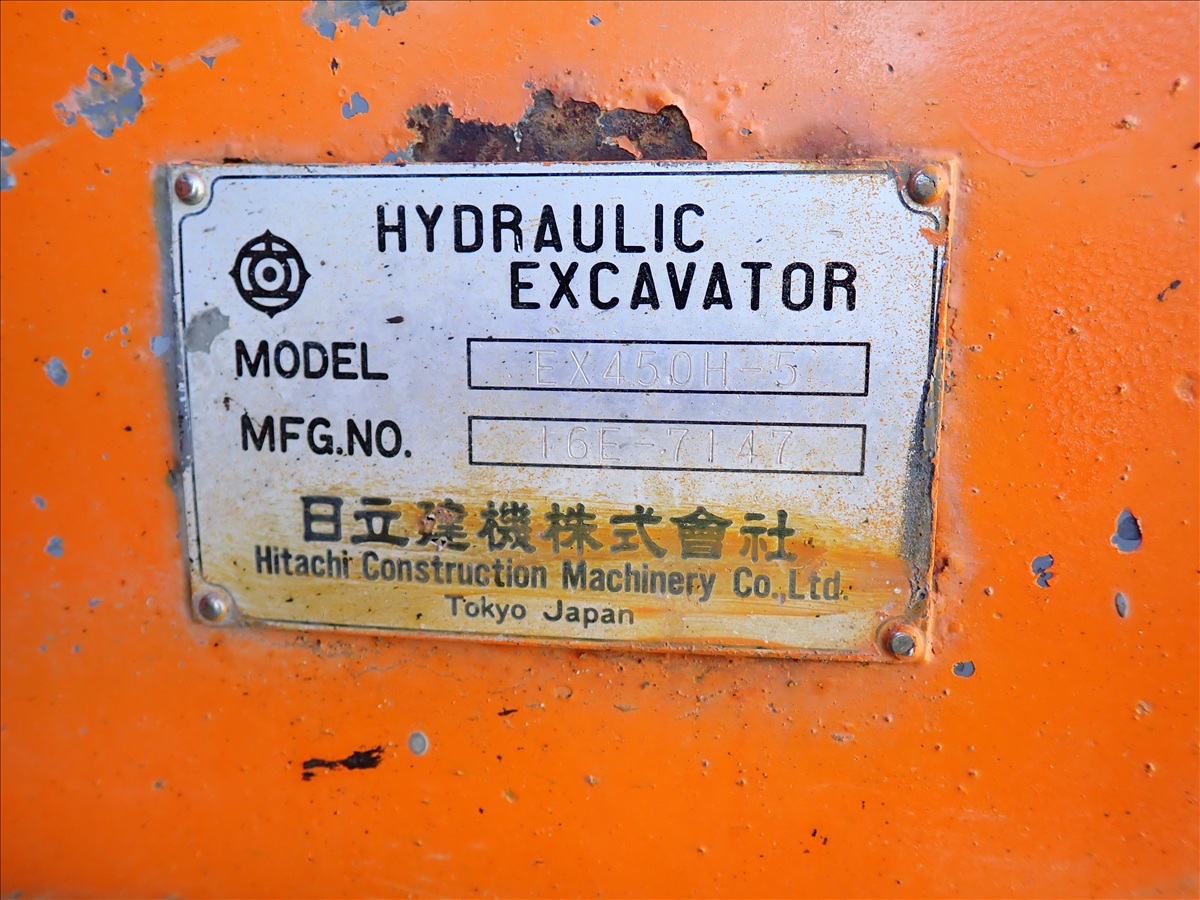 HYDRAULIC
EXCAVATOR
MODEL EX450H-5
MFG.NO. 16E-7147
日立建機株式會社
Hitachi Construction Machinery Co.,Ltd.
Tokyo Japan